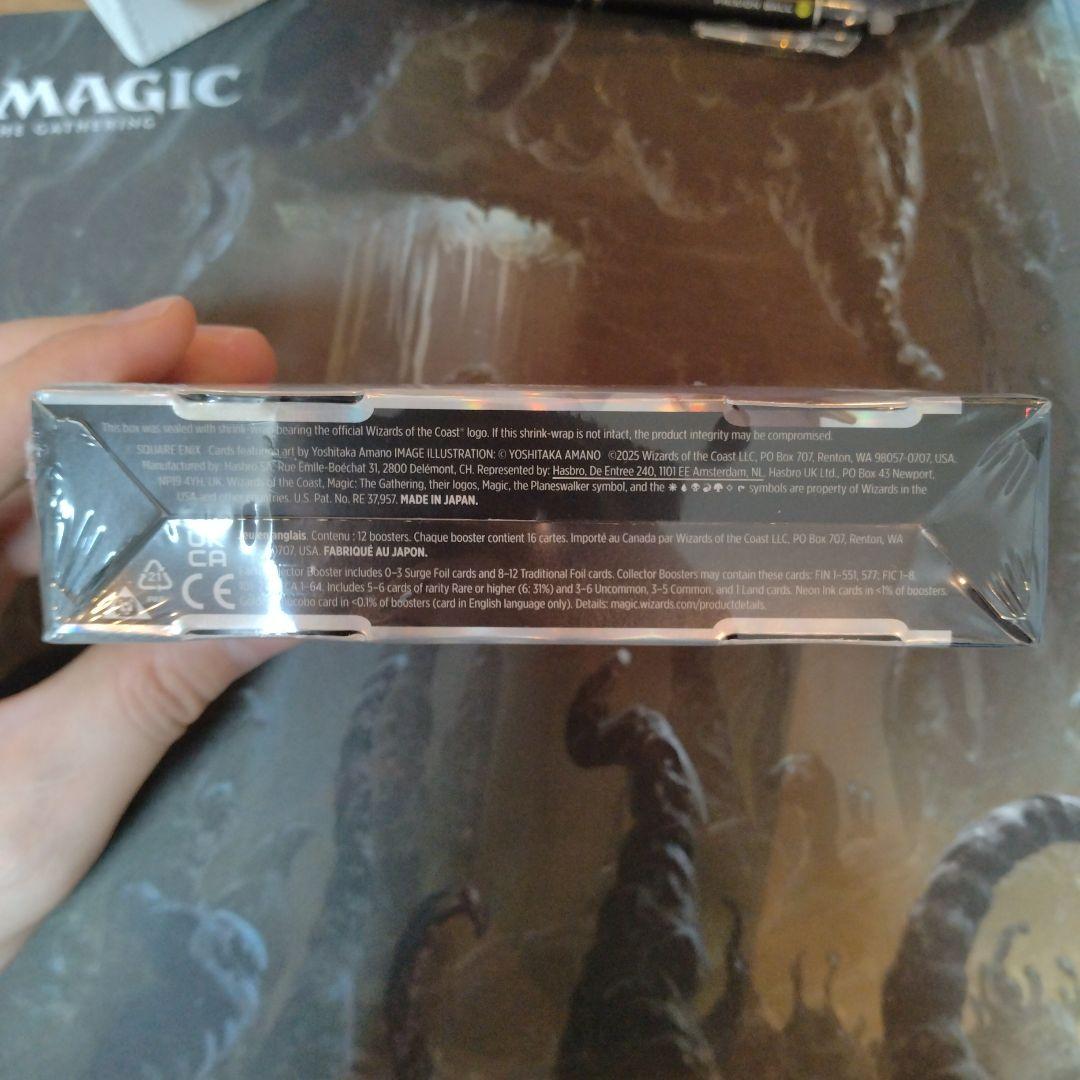 MAGIC
THE GATHERING
This box was sealed with shrink-wrap bearing the official Wizards of the Coast® logo. If this shrink-wrap is not intact, the product integrity may be compromised.
SQUARE ENIX Cards featuring art by Yoshitaka Amano IMAGE ILLUSTRATION: © YOSHITAKA AMANO ©2025 Wizards of the Coast LLC, PO Box 707, Renton, WA 98057-0707, USA.
Manufactured by: Hasbro SA, Rue Emile-Boéchat 31, 2800 Delémont, CH. Represented by: Hasbro, De Entree 240, 1101 EE Amsterdam, NL. Hasbro UK Ltd., PO Box 43 Newport,
NP19 4YH, UK. Wizards of the Coast, Magic: The Gathering, their logos, Magic, the Planeswalker symbol, and the symbols are property of Wizards in the
USA and other countries. U.S. Pat. No. RE 37,957. MADE IN JAPAN.
Jeu en anglais. Contenu : 12 boosters. Chaque booster contient 16 cartes. Importé au Canada par Wizards of the Coast LLC, PO Box 707, Renton, WA
0707, USA. FABRIQUÉ AU JAPON.
UK
CA
21
CE
Collector Booster includes 0–3 Surge Foil cards and 8–12 Traditional Foil cards. Collector Boosters may contain these cards: FIN 1–551, 577; FIC 1–8,
CA 1–64. Includes 5–6 cards of rarity Rare or higher (6: 31%) and 3–6 Uncommon, 3–5 Common, and 1 Land cards. Neon Ink cards in <1% of boosters.
Chocobo card in <0.1% of boosters (card in English language only). Details: magic.wizards.com/productdetails.